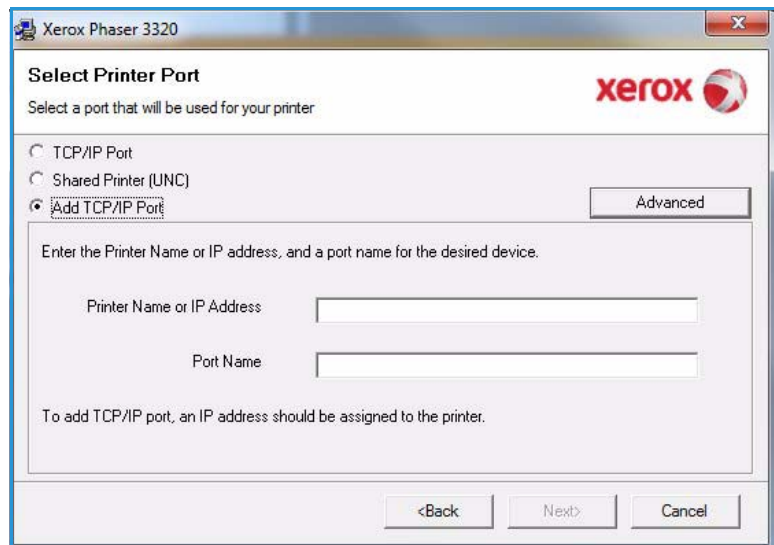 Xerox Phaser 3320
Select Printer Port
Select a port that will be used for your printer
xerox
TCP/IP Port
Shared Printer (UNC)
Add TCP/IP Port
Advanced
Enter the Printer Name or IP address, and a port name for the desired device.
Printer Name or IP Address
Port Name
To add TCP/IP port, an IP address should be assigned to the printer.
<Back Next> Cancel